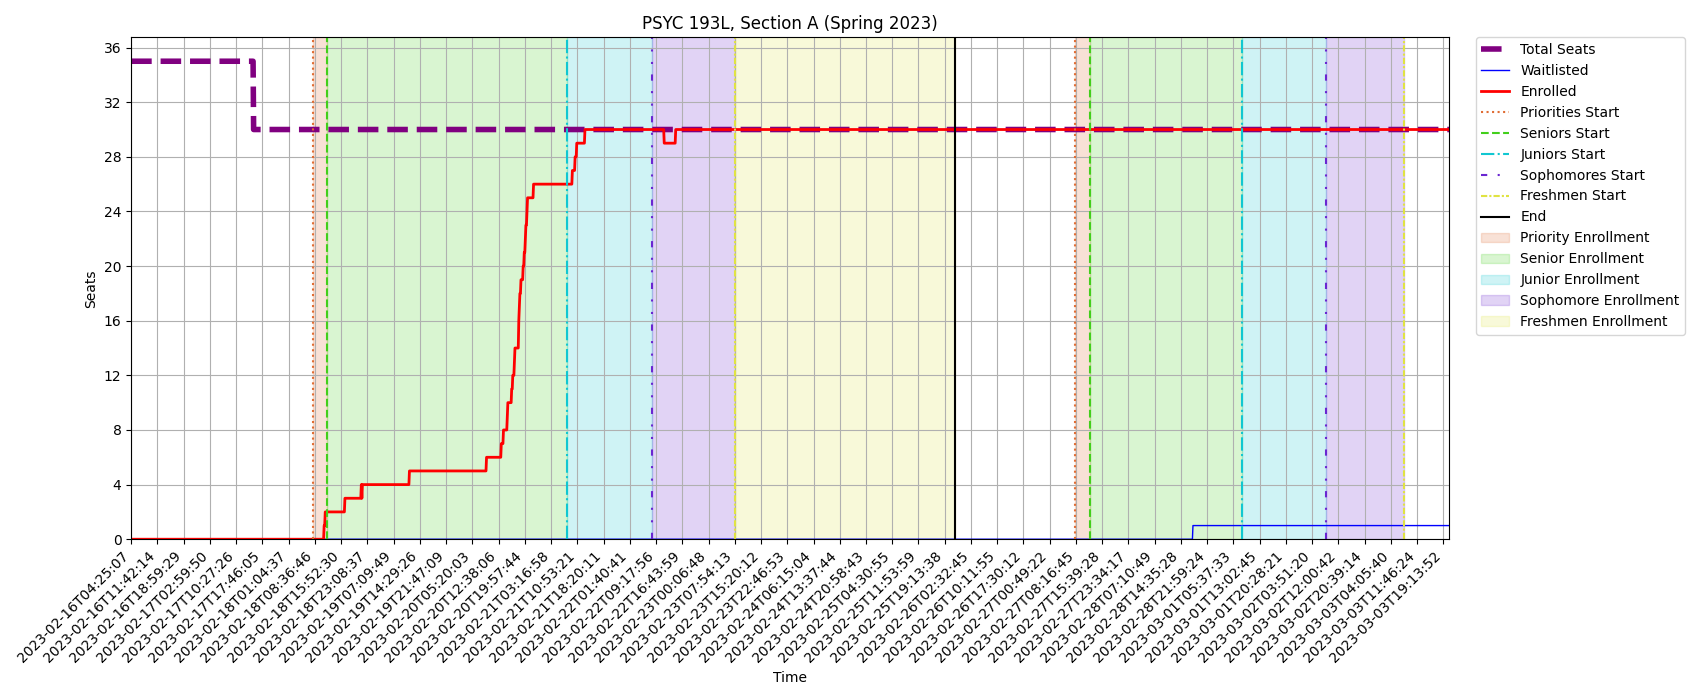 PSYC 193L, Section A (Spring 2023)
Seats
36
32
28
24
20
16
12
8
4
0
2023-02-16T04:25:07
2023-02-16T11:42:14
2023-02-16T18:59:29
2023-02-17T02:59:50
2023-02-17T10:27:26
2023-02-17T17:46:05
2023-02-18T01:04:37
2023-02-18T08:36:46
2023-02-18T15:52:30
2023-02-18T23:08:37
2023-02-19T07:09:49
2023-02-19T14:29:26
2023-02-19T21:47:09
2023-02-20T05:20:03
2023-02-20T12:38:06
2023-02-20T19:57:44
2023-02-21T03:16:58
2023-02-21T10:53:21
2023-02-21T18:20:11
2023-02-22T01:40:41
2023-02-22T09:17:56
2023-02-22T16:43:59
2023-02-23T00:06:48
2023-02-23T07:54:13
2023-02-23T15:20:12
2023-02-23T22:46:53
2023-02-24T06:15:04
2023-02-24T13:37:44
2023-02-24T20:58:43
2023-02-25T04:30:55
2023-02-25T11:53:59
2023-02-25T19:13:38
2023-02-26T02:32:45
2023-02-26T10:11:55
2023-02-26T17:30:12
2023-02-27T00:49:22
2023-02-27T08:16:45
2023-02-27T15:39:28
2023-02-27T23:34:17
2023-02-28T07:10:49
2023-02-28T14:35:28
2023-02-28T21:59:24
2023-03-01T05:37:33
2023-03-01T13:02:45
2023-03-01T20:28:21
2023-03-02T03:51:20
2023-03-02T12:00:42
2023-03-02T20:39:14
2023-03-03T04:05:40
2023-03-03T11:46:24
2023-03-03T19:13:52
Time
Total Seats
Waitlisted
Enrolled
Priorities Start
Seniors Start
Juniors Start
Sophomores Start
Freshmen Start
End
Priority Enrollment
Senior Enrollment
Junior Enrollment
Sophomore Enrollment
Freshmen Enrollment